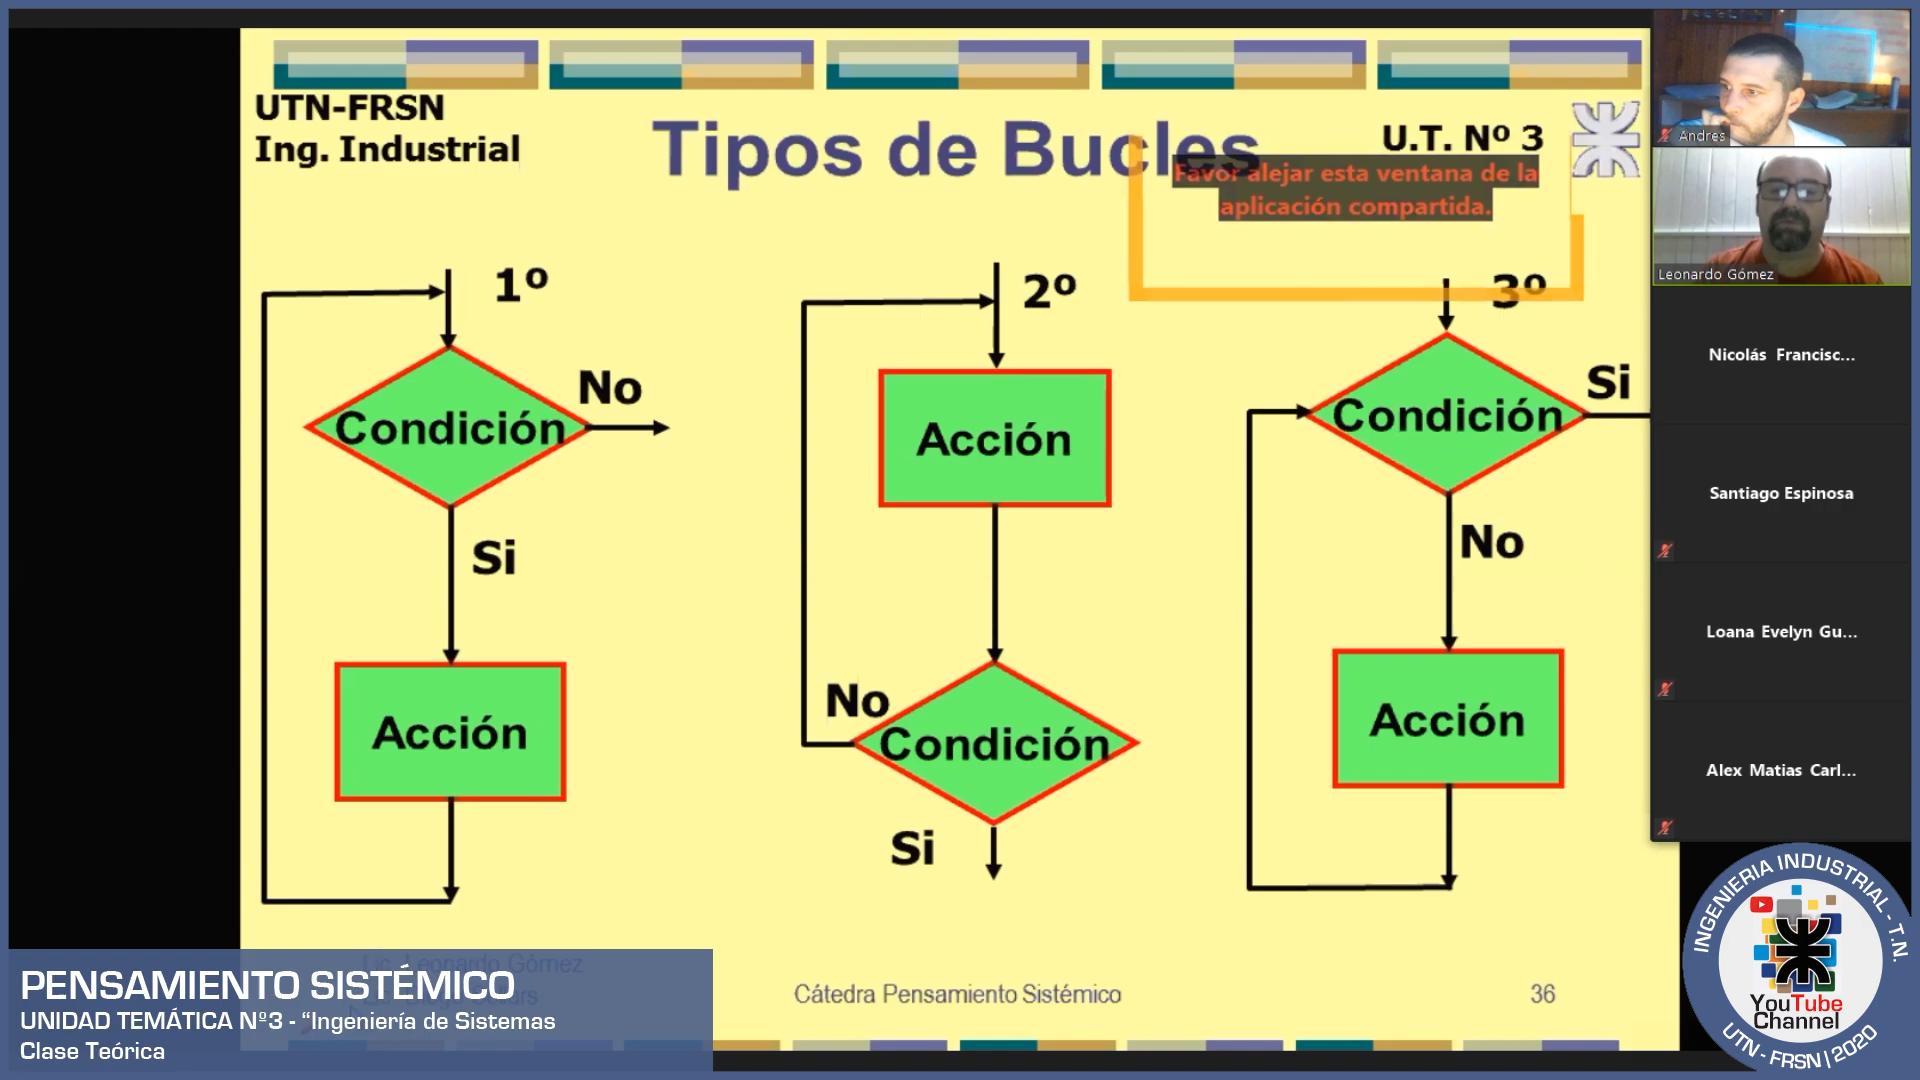 UTN-FRSN
Ing. Industrial
Tipos de Bucles
U.T. Nº 3
Favor alejar esta ventana de la
aplicación compartida.
1º
2º
3º
Condición
No
Si
Acción
Acción
No
Condición
Si
Condición
Si
No
Acción
Lic. Leonardo Gómez
Cátedra Pensamiento Sistémico
36
PENSAMIENTO SISTÉMICO
UNIDAD TEMÁTICA Nº3 - “Ingeniería de Sistemas
Clase Teórica
Andres
Leonardo Gómez
Nicolás Francisc...
Santiago Espinosa
Loana Evelyn Gu...
Alex Matias Carl...
INGENIERIA INDUSTRIAL - T.N.
YouTube
Channel
UTN - FRSN | 2020